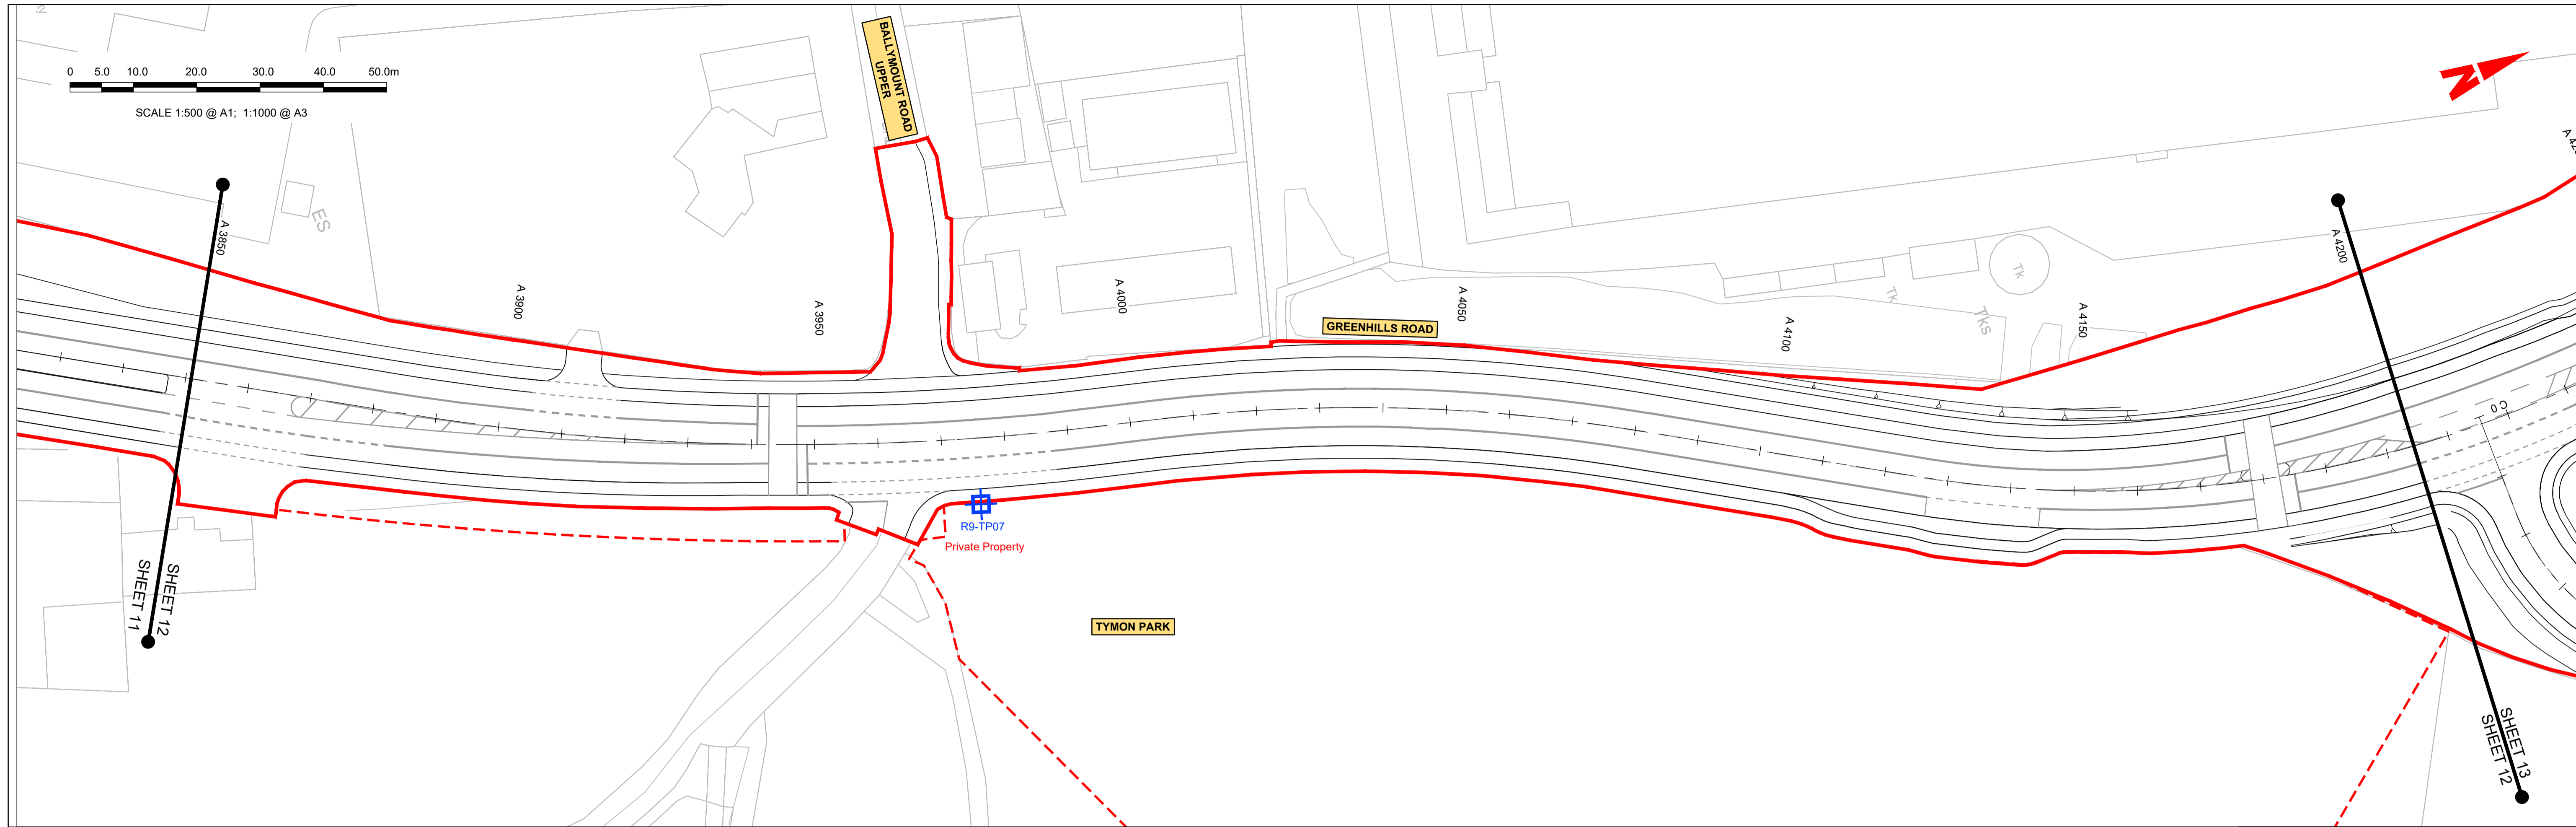 0 5.0 10.0 20.0 30.0 40.0 50.0m
SCALE 1:500 @ A1; 1:1000 @ A3
BALLYMOUNT ROAD
UPPER
N
ES
A 3850
A 3900
A 3950
A 4000
GREENHILLS ROAD
A 4050
A 4100
A 4150
A 4200
Tk
Tk
Tks
C0
R9-TP07
Private Property
TYMON PARK
SHEET 11
SHEET 12
SHEET 13
SHEET 12